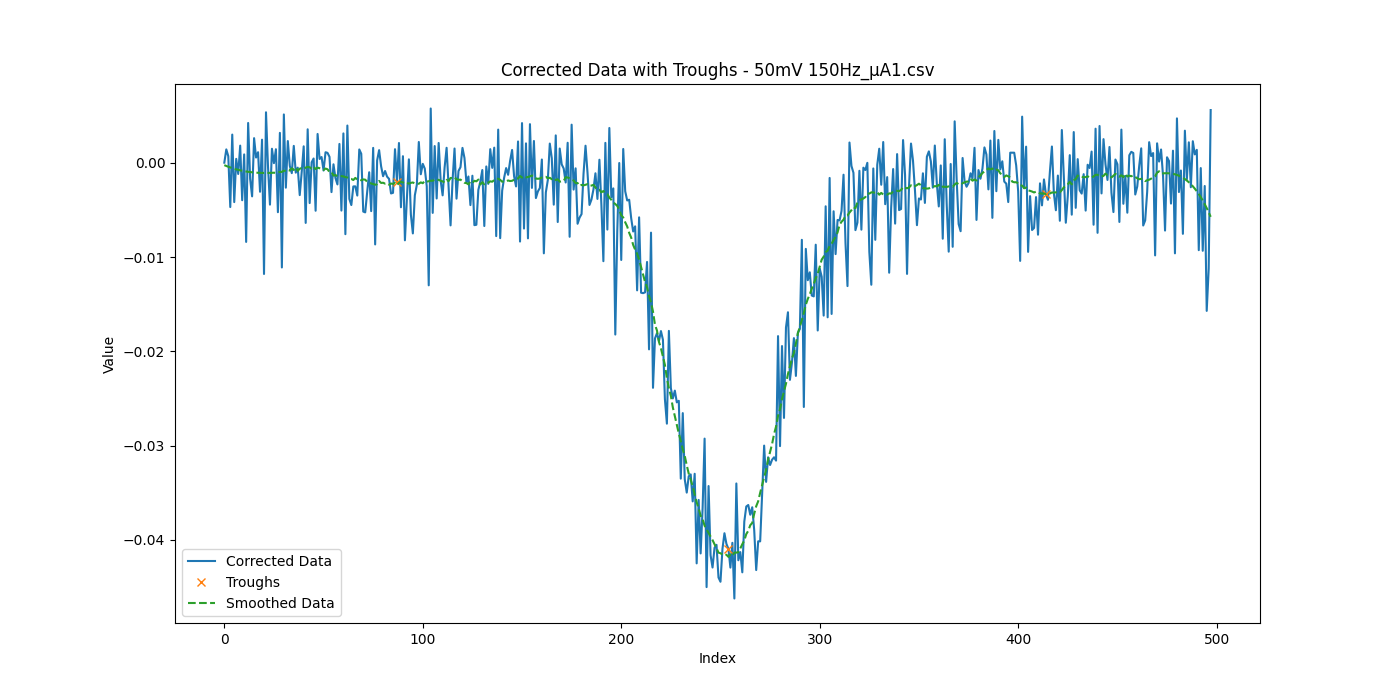 Corrected Data with Troughs - 50mV 150Hz_µA1.csv
Value
0.00
−0.01
−0.02
−0.03
−0.04
Corrected Data
Troughs
Smoothed Data
0
100
200
300
400
500
Index